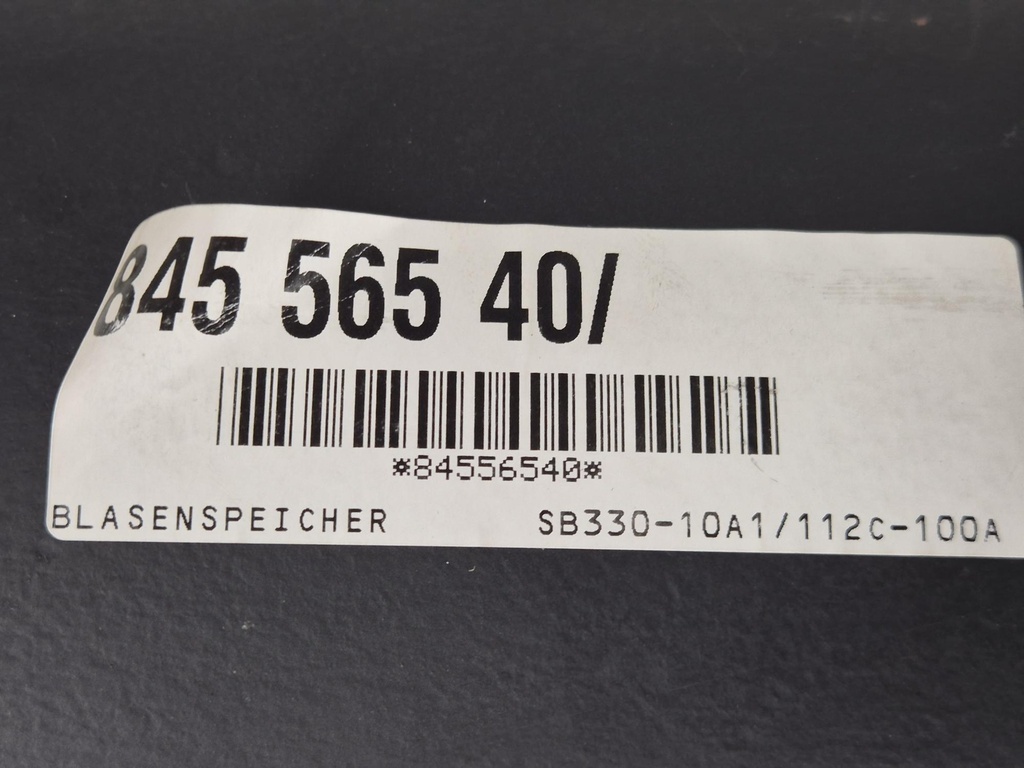 845 565 40/
*84556540*
BLASENSPEICHER SB330-10A1/112C-100A